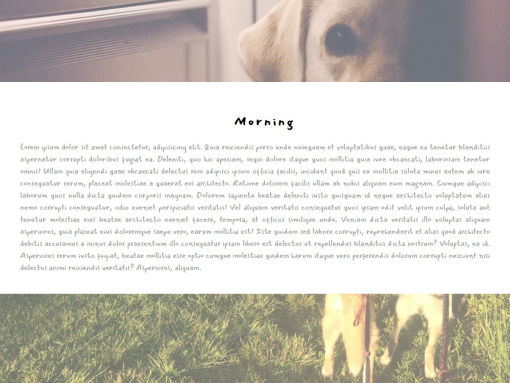 Morning
Lorem ipsum dolor sit amet consectetur, adipisicing elit. Quia reiciendis porro unde numquam et voluptatibus quae, eaque ex tenetur blanditiis
aspernatur corrupti doloribus fugiat ea. Deleniti, quo hic aperiam, sequi dolore itaque quos mollitia quia iure obcaecati, laboriosam tenetur
omnis! Ullam quia eligendi quae obcaecati delectus rem adipisci ipsum officia facilis, incidunt quod quis ex mollitia soluta minus autem ab iure
consequatur rerum, placeat molestiae a quaerat eos architecto. Ratione dolorem facilis ullam ab nobis aliquam eum magnam. Cumque adipisci
laborum quos nulla dicta quidem corporis magnam. Dolorem sapiente beatae deleniti iusto quisquam id neque architecto voluptatum alias
nemo corrupti consequatur, odio eveniet perspiciatis veritatis! Vel aliquam veritatis consequatur quos ipsam odit velit ipsum culpa, soluta aut
tenetur molestiae eius beatae architecto eveniet facere, tempora, at officiis similique unde. Veniam dicta veritatis illo voluptas aliquam
asperiores, quia placeat eius doloremque saepe vero, earum mollitia est! Iste quidem sed labore corrupti, reprehenderit et alias quod architecto
debitis accusamus a minus dolor praesentium illo consequatur ipsam libero est delectus ut repellendus blanditiis dicta nostrum? Voluptas, ea id.
Asperiores rerum iusto fugiat, beatae mollitia esse optio cumque molestiae quidem harum itaque vero perferendis dolorum corrupti nesciunt nisi
delectus animi reiciendis veritatis? Asperiores, aliquam.